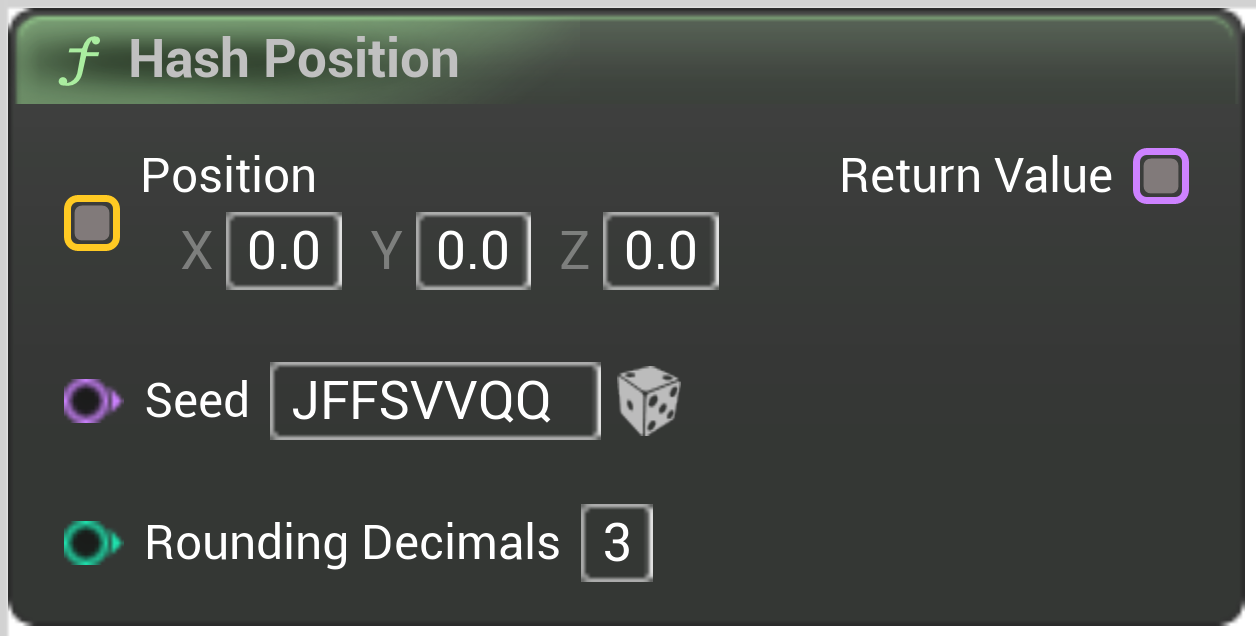 f Hash Position
Position
Return Value
X 0.0 Y 0.0 Z 0.0
Seed JFFSVVQQ
Rounding Decimals 3